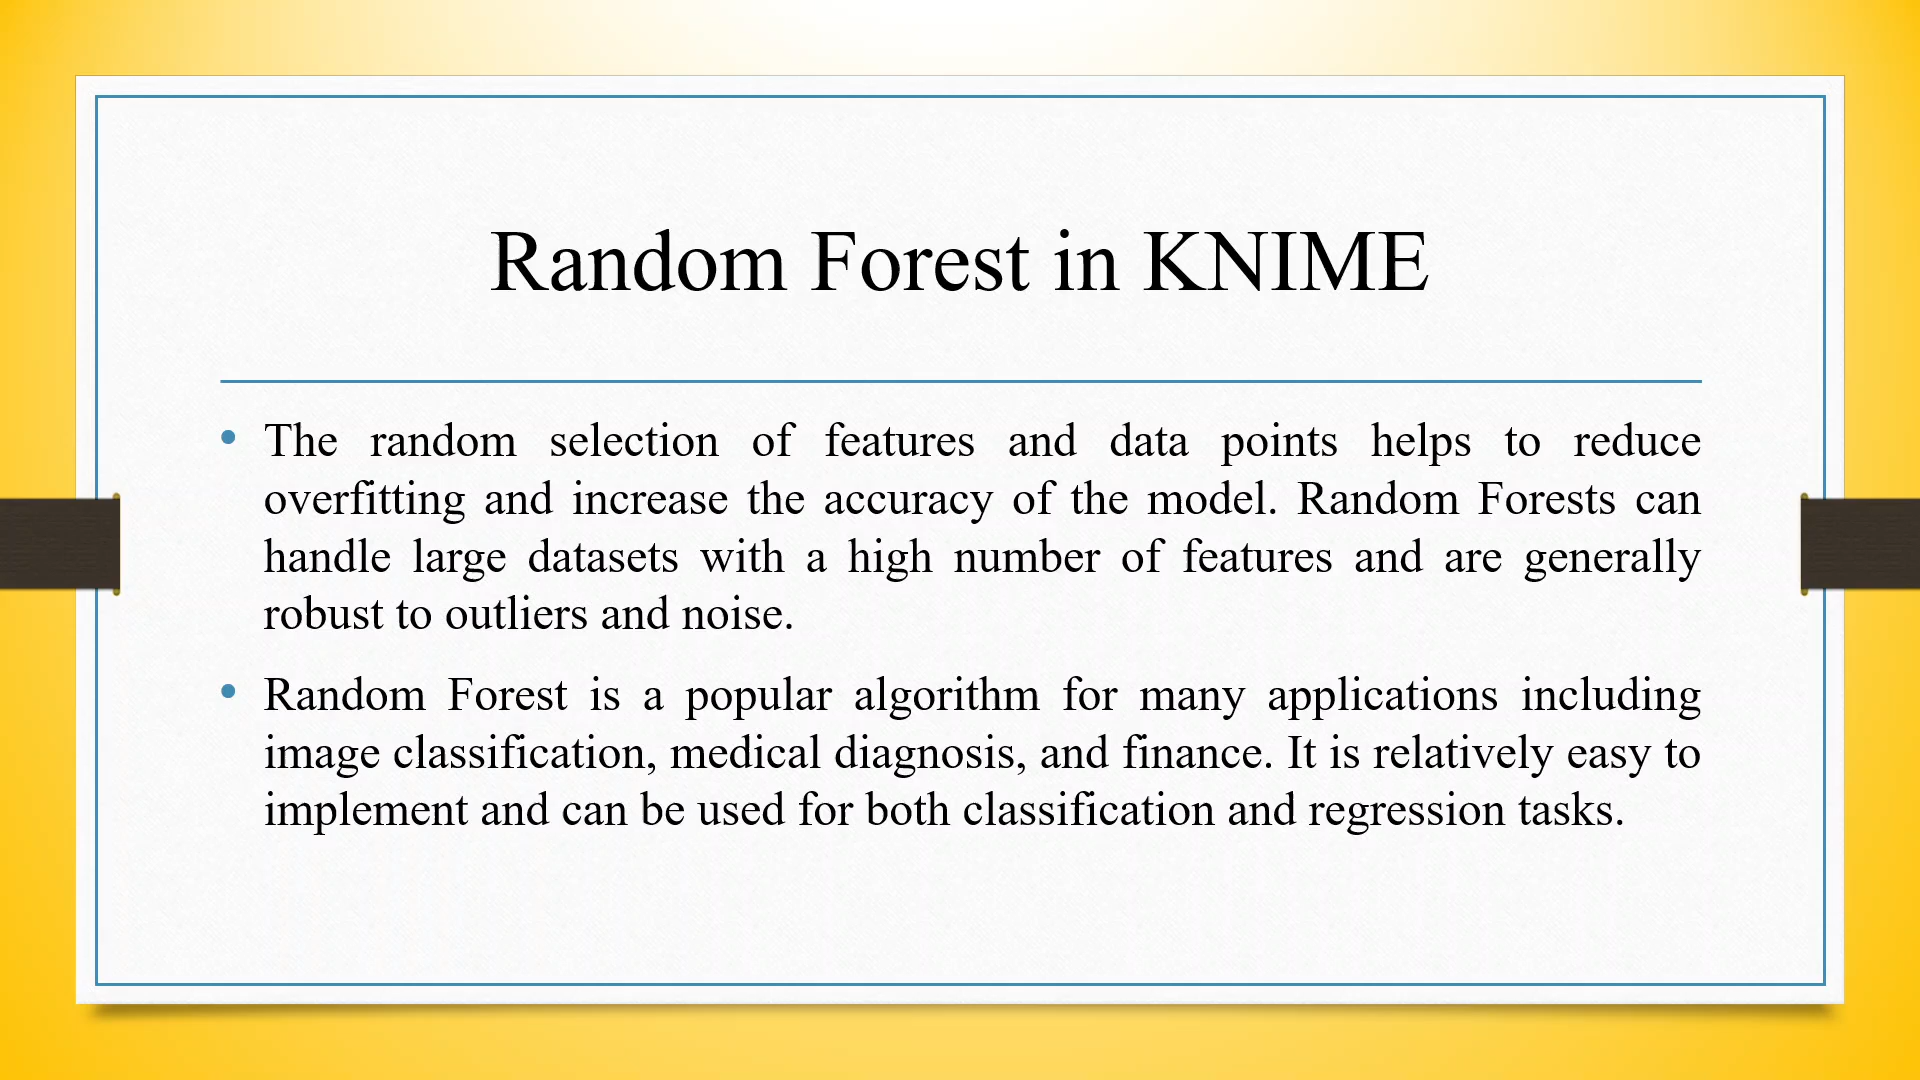 Random Forest in KNIME
• The random selection of features and data points helps to reduce
overfitting and increase the accuracy of the model. Random Forests can
handle large datasets with a high number of features and are generally
robust to outliers and noise.
• Random Forest is a popular algorithm for many applications including
image classification, medical diagnosis, and finance. It is relatively easy to
implement and can be used for both classification and regression tasks.